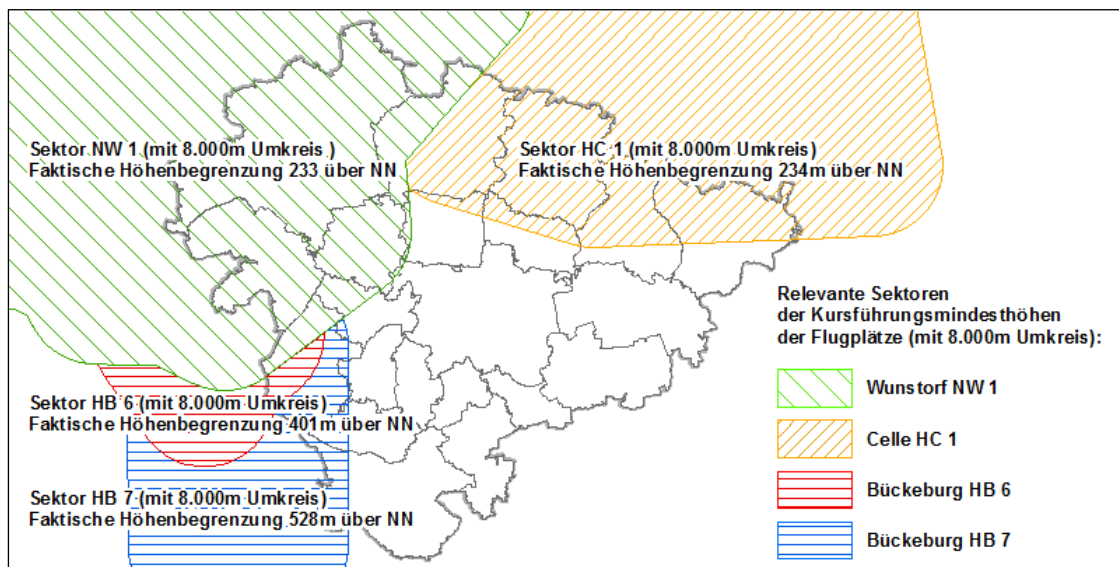 Sektor NW 1 (mit 8.000m Umkreis )
Faktische Höhenbegrenzung 233 über NN
Sektor HC 1 (mit 8.000m Umkreis)
Faktische Höhenbegrenzung 234m über NN
Sektor HB 6 (mit 8.000m Umkreis)
Faktische Höhenbegrenzung 401m über NN
Sektor HB 7 (mit 8.000m Umkreis)
Faktische Höhenbegrenzung 528m über NN
Relevante Sektoren
der Kursführungsmindesthöhen
der Flugplätze (mit 8.000m Umkreis):
Wunstorf NW 1
Celle HC 1
Bückeburg HB 6
Bückeburg HB 7